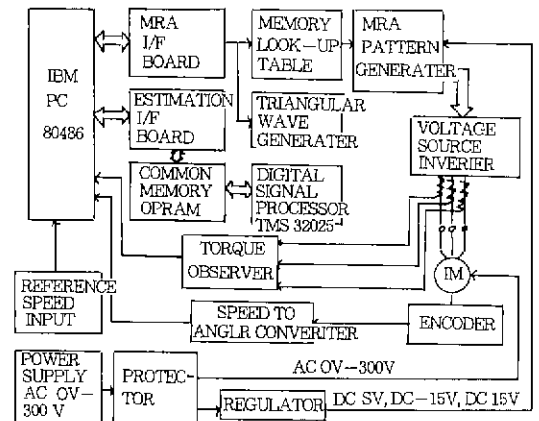 IBM
PC
80486
MRA
I/F
BOARD
MEMORY
LOOK-UP
TABLE
MRA
PATTERN
GENERATER
ESTIMATION
I/F
BOARD
TRIANGULAR
WAVE
GENERATER
VOLTAGE
SOURCE
INVERIER
COMMON
MEMORY
OPRAM
DIGITAL
SIGNAL
PROCESSOR
TMS 32025
TORQUE
OBSERVER
IM
REFERENCE
SPEED
INPUT
SPEED TO
ANGLR CONVERITER
ENCODER
POWER
SUPPLY
AC 0V-
300 V
PROTEC-
TOR
AC 0V-300V
REGULATOR
DC SV, DC-15V, DC 15V